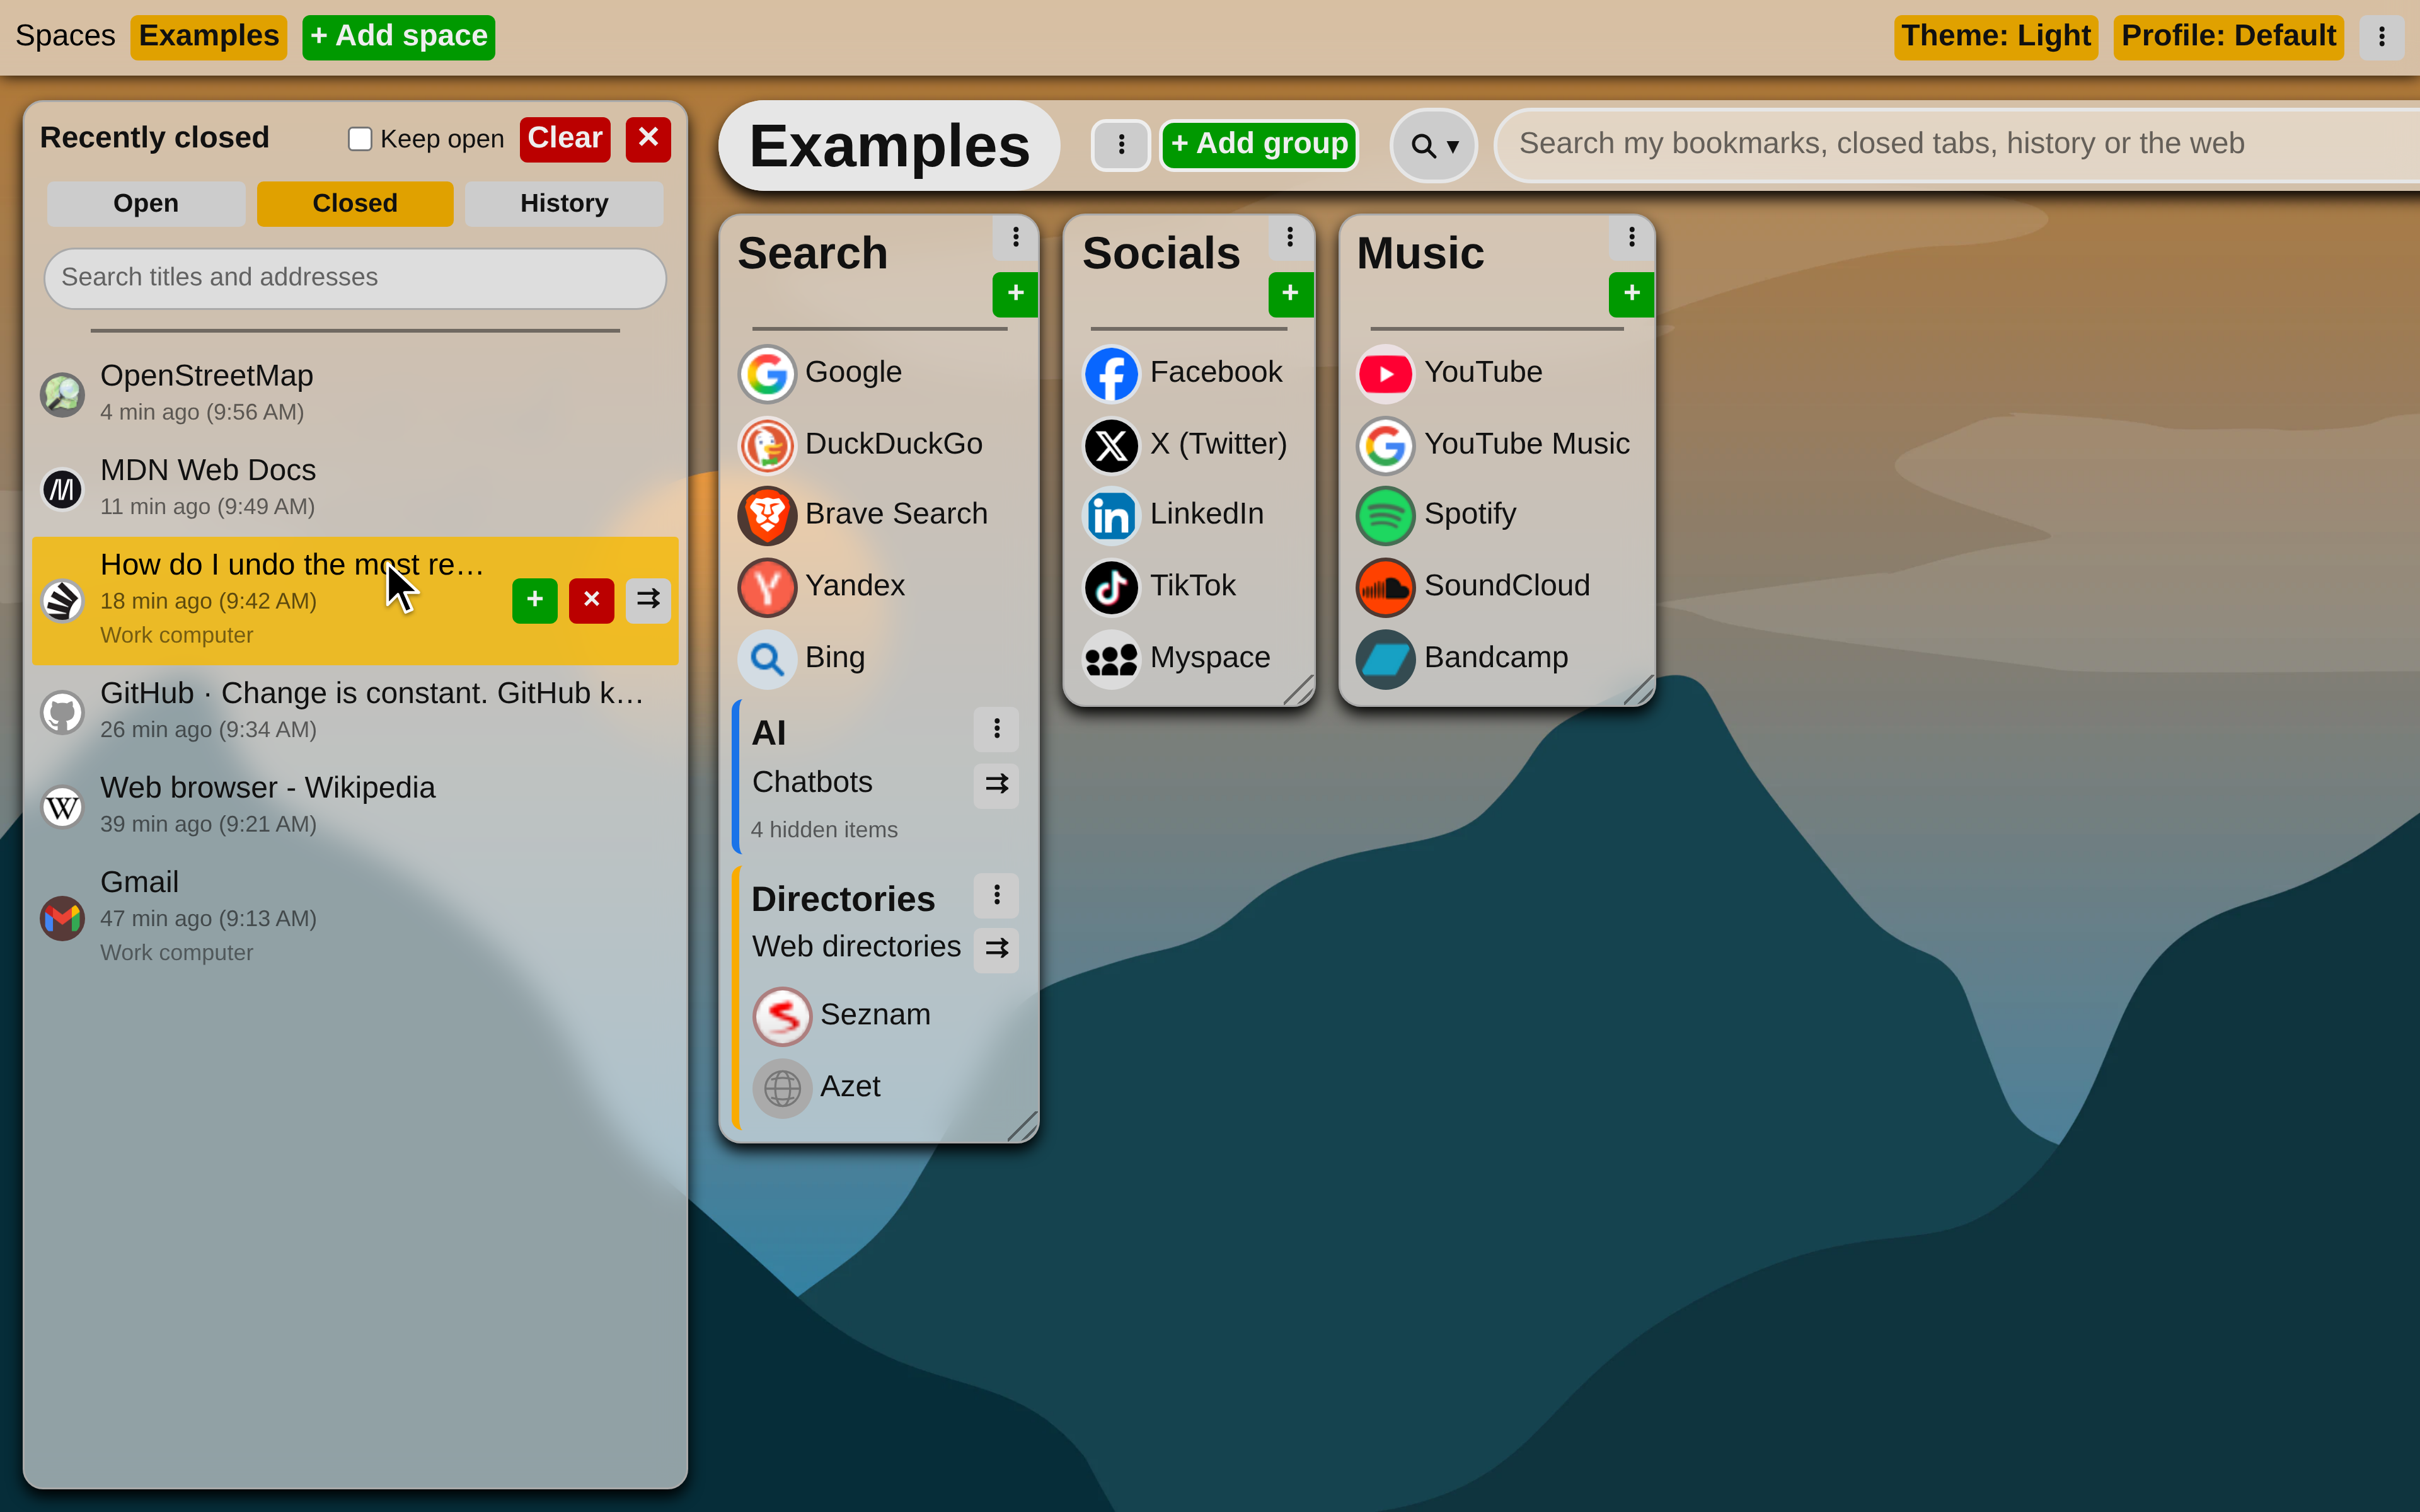 Spaces Examples + Add space Theme: Light Profile: Default
Recently closed Keep open Clear ✕
Open Closed History
Search titles and addresses
OpenStreetMap
4 min ago (9:56 AM)
MDN Web Docs
11 min ago (9:49 AM)
How do I undo the most re…
18 min ago (9:42 AM)
Work computer
GitHub · Change is constant. GitHub k…
26 min ago (9:34 AM)
Web browser - Wikipedia
39 min ago (9:21 AM)
Gmail
47 min ago (9:13 AM)
Work computer
Examples + Add group Search my bookmarks, closed tabs, history or the web
Search
Google
DuckDuckGo
Brave Search
Yandex
Bing
AI
Chatbots
4 hidden items
Directories
Web directories
Seznam
Azet
Socials
Facebook
X (Twitter)
LinkedIn
TikTok
Myspace
Music
YouTube
YouTube Music
Spotify
SoundCloud
Bandcamp